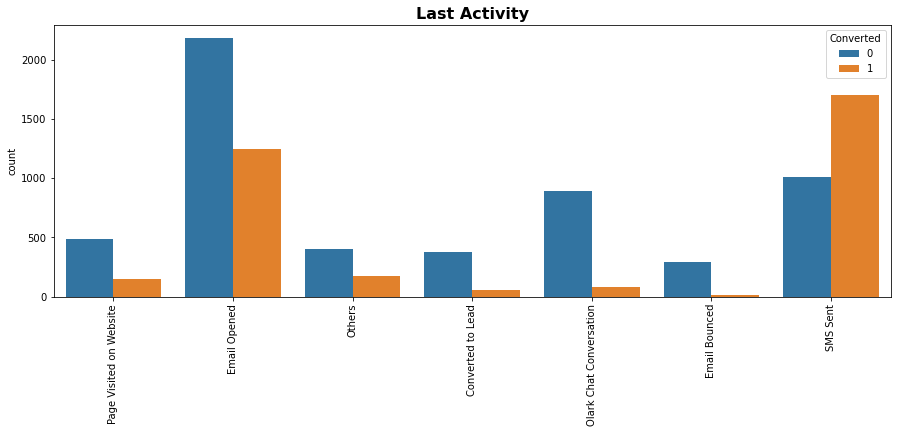 Last Activity
Converted
0
1
count
2000
1500
1000
500
0
Page Visited on Website
Email Opened
Others
Converted to Lead
Olark Chat Conversation
Email Bounced
SMS Sent